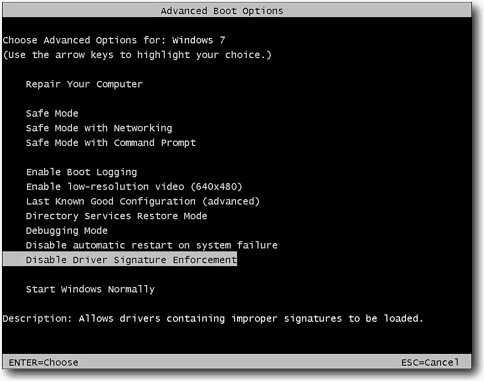 Advanced Boot Options
Choose Advanced Options for: Windows 7
(Use the arrow keys to highlight your choice.)
Repair Your Computer
Safe Mode
Safe Mode with Networking
Safe Mode with Command Prompt
Enable Boot Logging
Enable low-resolution video (640x480)
Last Known Good Configuration (advanced)
Directory Services Restore Mode
Debugging Mode
Disable automatic restart on system failure
Disable Driver Signature Enforcement
Start Windows Normally
Description: Allows drivers containing improper signatures to be loaded.
ENTER=Choose ESC=Cancel